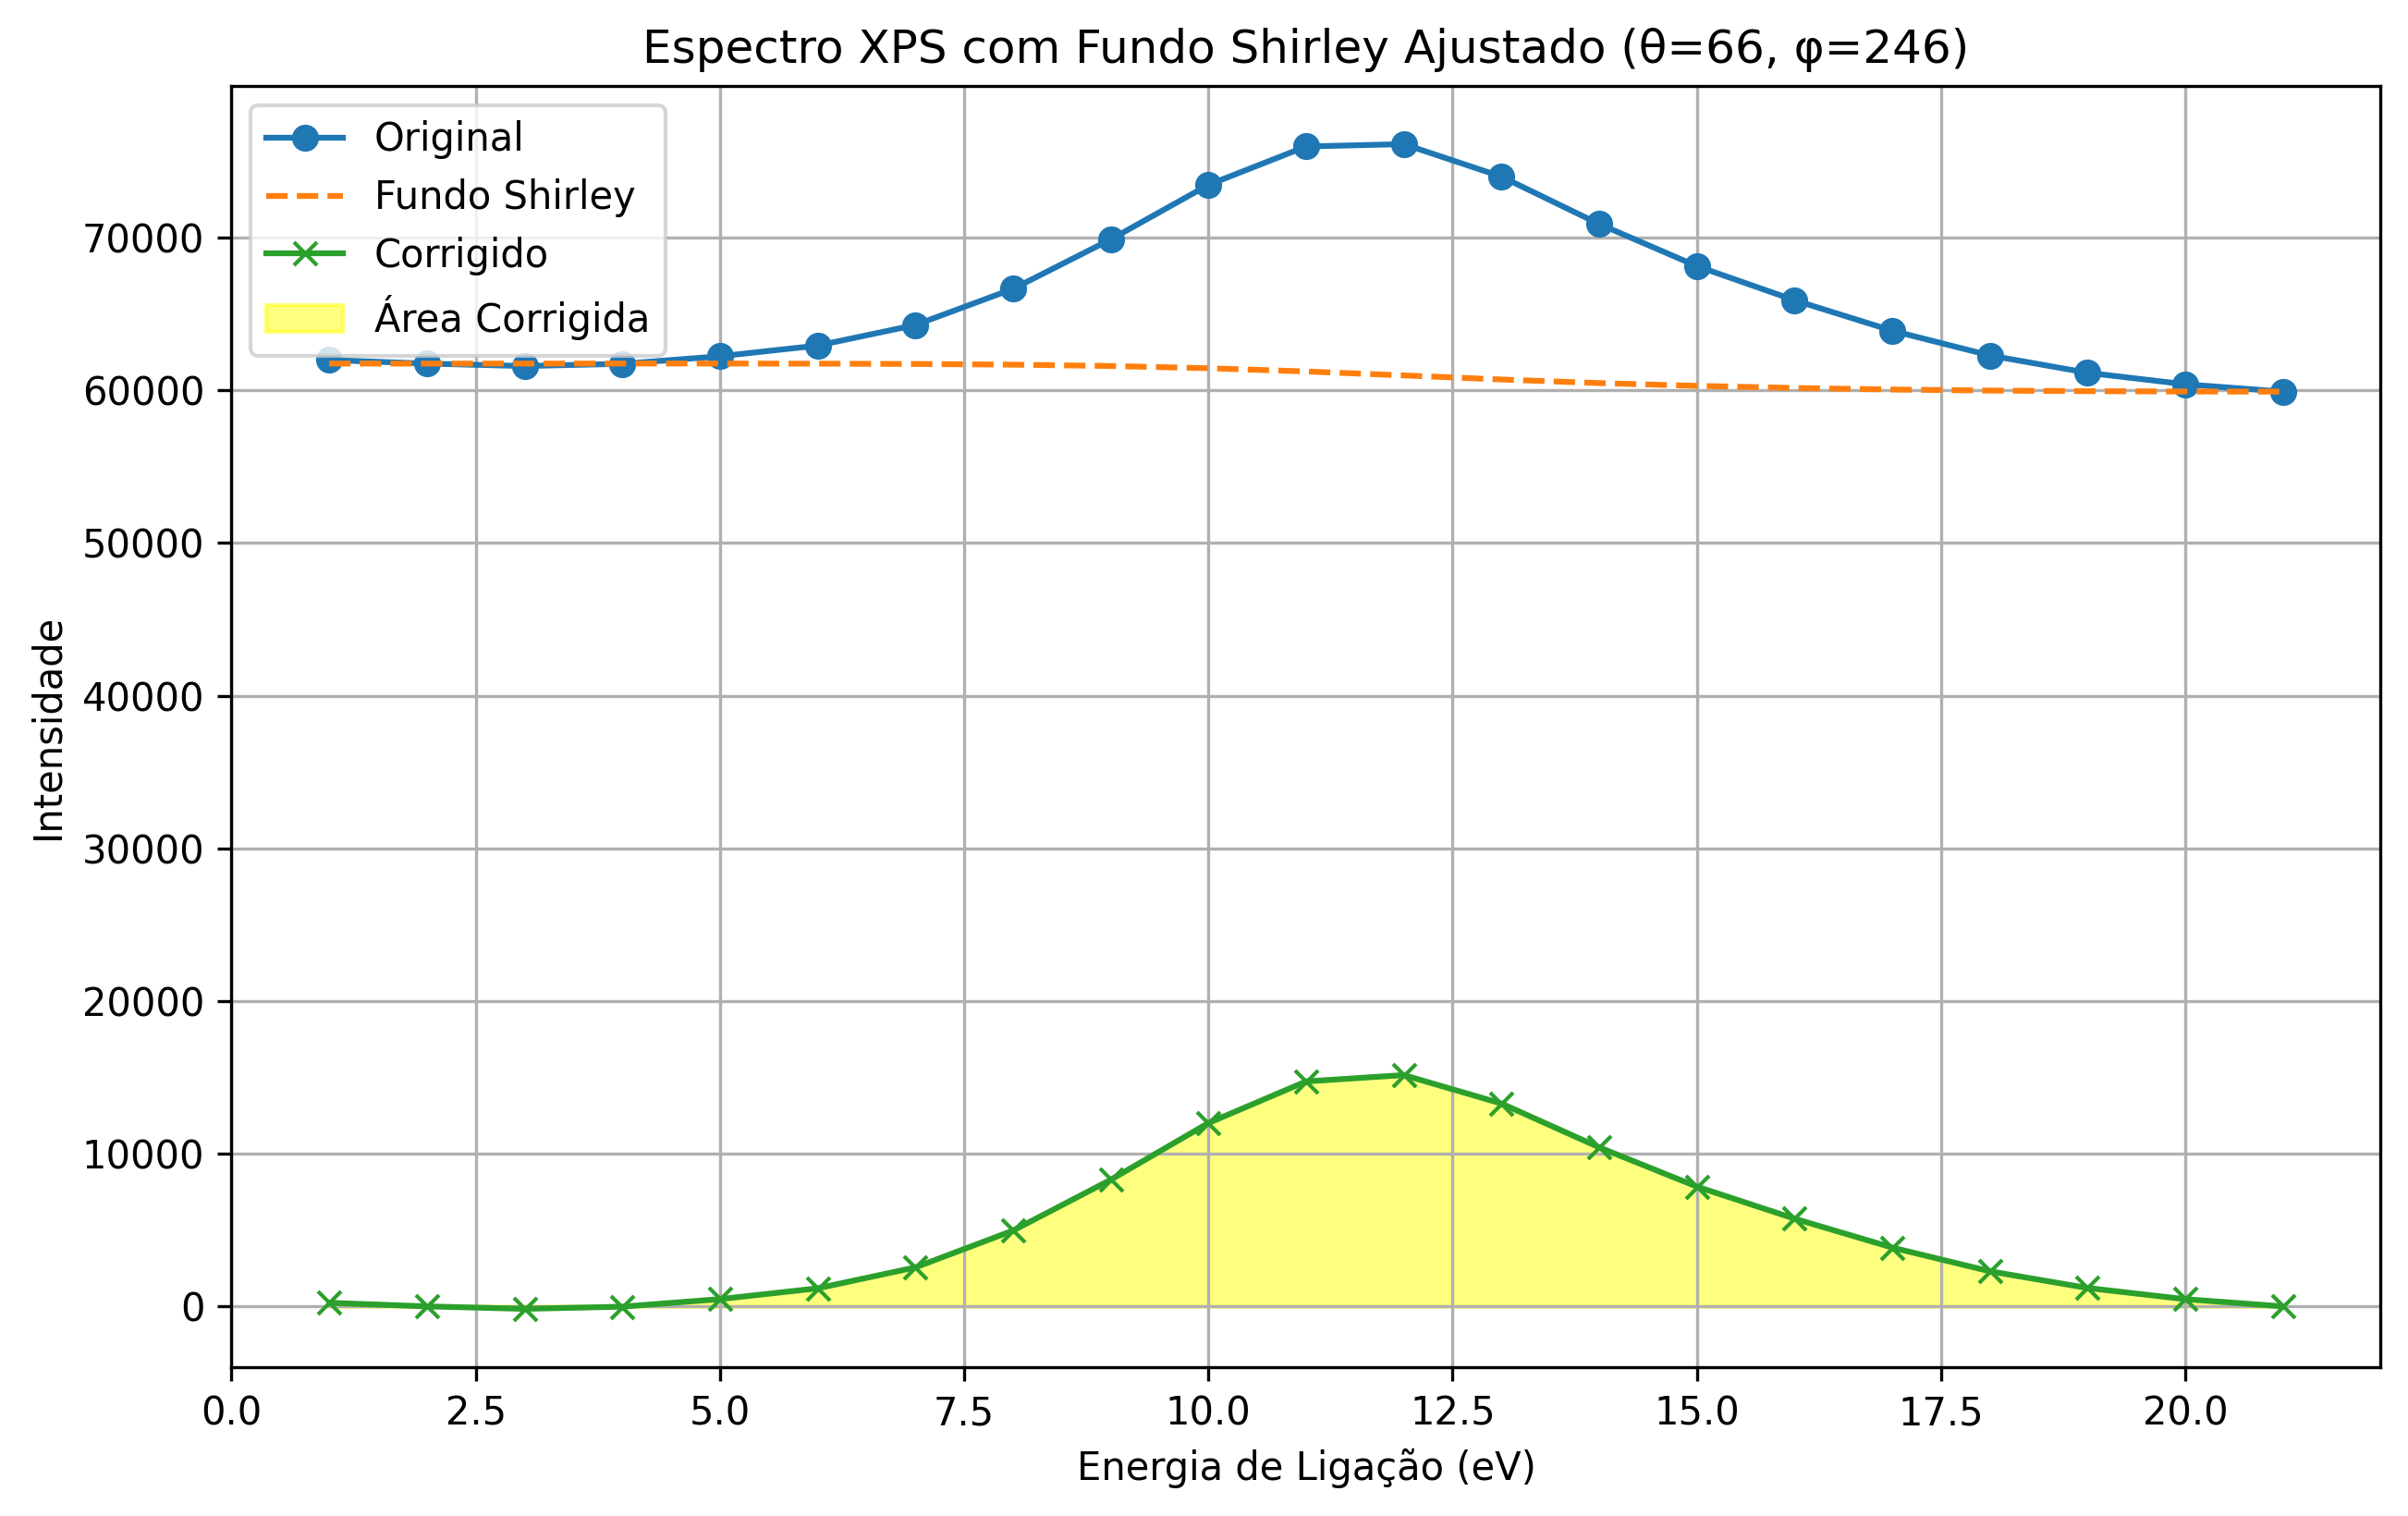 Espectro XPS com Fundo Shirley Ajustado (θ=66, φ=246)
Original
Fundo Shirley
Corrigido
Área Corrigida
70000
60000
50000
40000
30000
20000
10000
0
Intensidade
0.0 2.5 5.0 7.5 10.0 12.5 15.0 17.5 20.0
Energia de Ligação (eV)